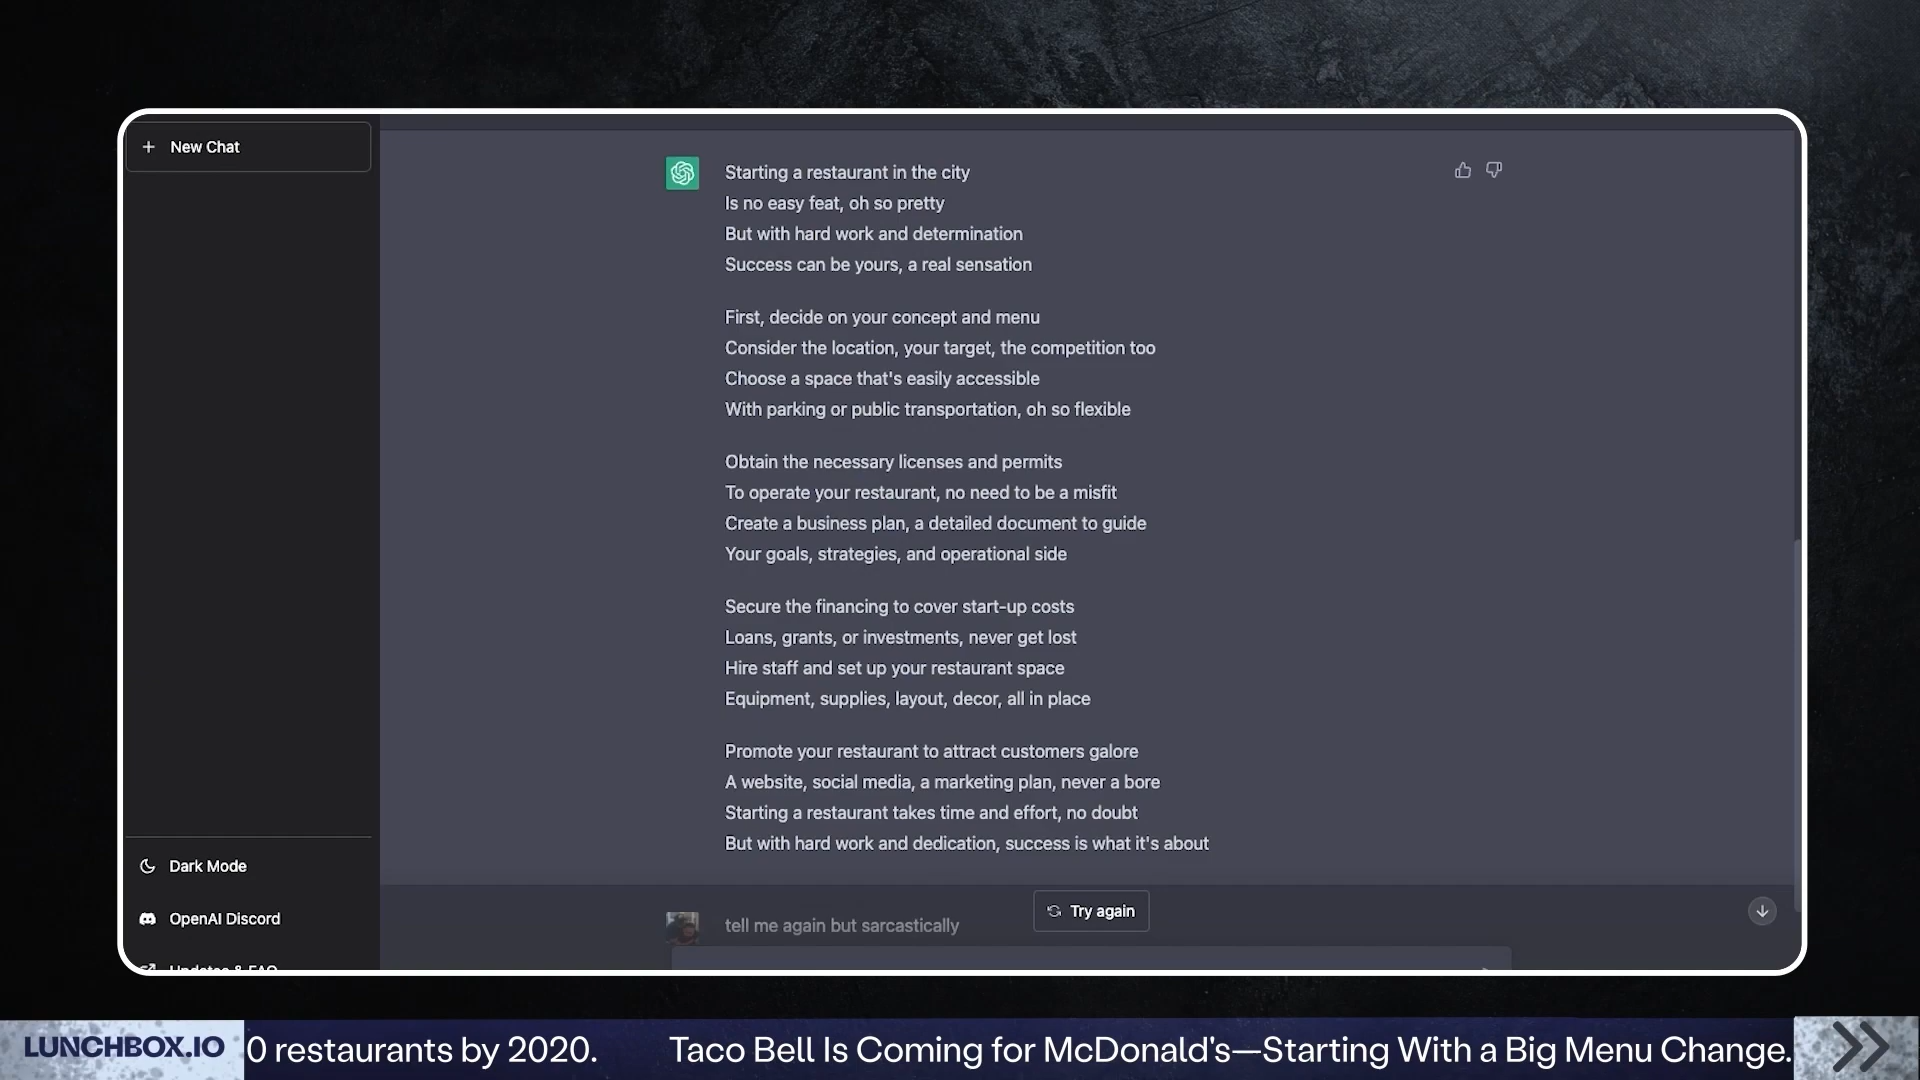 New Chat
Starting a restaurant in the city
Is no easy feat, oh so pretty
But with hard work and determination
Success can be yours, a real sensation
First, decide on your concept and menu
Consider the location, your target, the competition too
Choose a space that's easily accessible
With parking or public transportation, oh so flexible
Obtain the necessary licenses and permits
To operate your restaurant, no need to be a misfit
Create a business plan, a detailed document to guide
Your goals, strategies, and operational side
Secure the financing to cover start-up costs
Loans, grants, or investments, never get lost
Hire staff and set up your restaurant space
Equipment, supplies, layout, decor, all in place
Promote your restaurant to attract customers galore
A website, social media, a marketing plan, never a bore
Starting a restaurant takes time and effort, no doubt
But with hard work and dedication, success is what it's about
Dark Mode
OpenAI Discord
Updates & FAQ
Try again
tell me again but sarcastically
LUNCHBOX.IO
0 restaurants by 2020. Taco Bell Is Coming for McDonald's—Starting With a Big Menu Change.